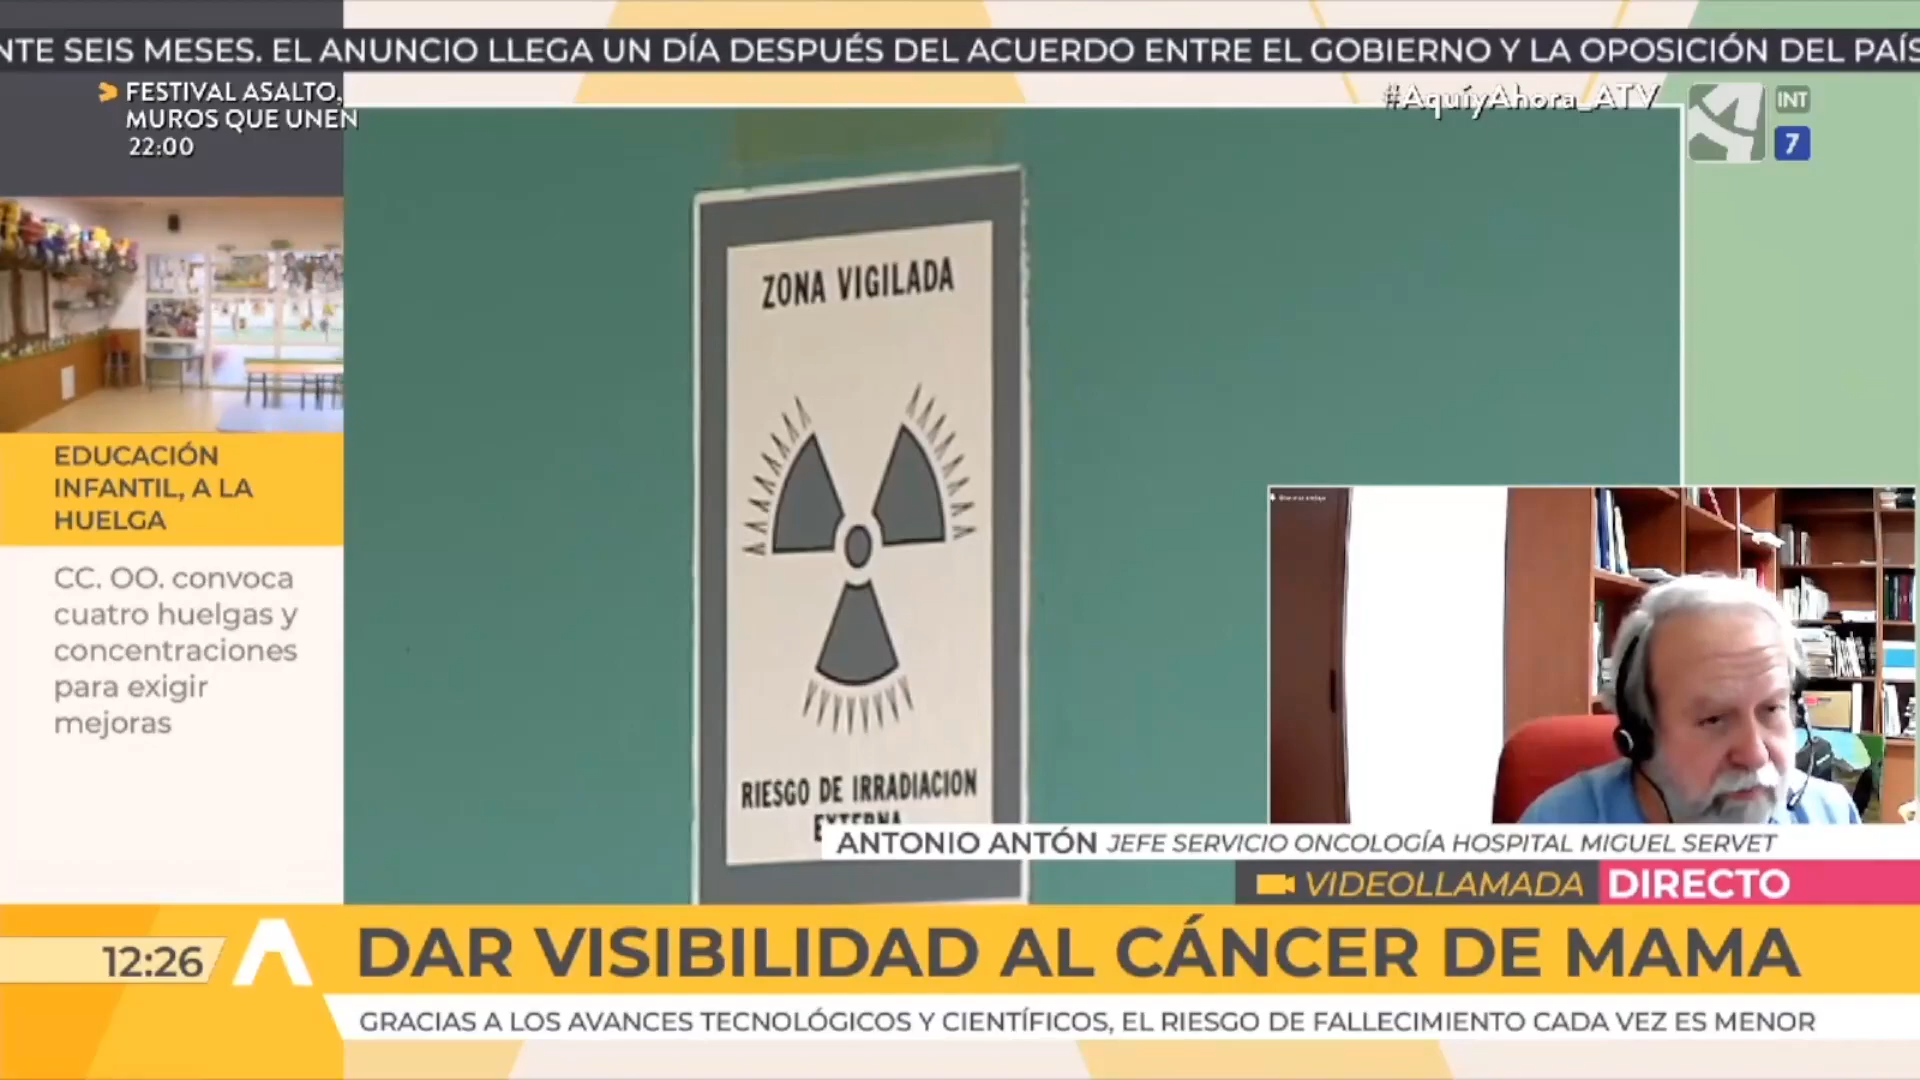 NTE SEIS MESES. EL ANUNCIO LLEGA UN DÍA DESPUÉS DEL ACUERDO ENTRE EL GOBIERNO Y LA OPOSICIÓN DEL PAÍS
FESTIVAL ASALTO,
MUROS QUE UNEN
22:00
#AquíyAhora_ATV
INT
7
ZONA VIGILADA
RIESGO DE IRRADIACION
EXTERNA
EDUCACIÓN
INFANTIL, A LA
HUELGA
CC. OO. convoca
cuatro huelgas y
concentraciones
para exigir
mejoras
ANTONIO ANTÓN JEFE SERVICIO ONCOLOGÍA HOSPITAL MIGUEL SERVET
VIDEOLLAMADA DIRECTO
12:26
DAR VISIBILIDAD AL CÁNCER DE MAMA
GRACIAS A LOS AVANCES TECNOLÓGICOS Y CIENTÍFICOS, EL RIESGO DE FALLECIMIENTO CADA VEZ ES MENOR